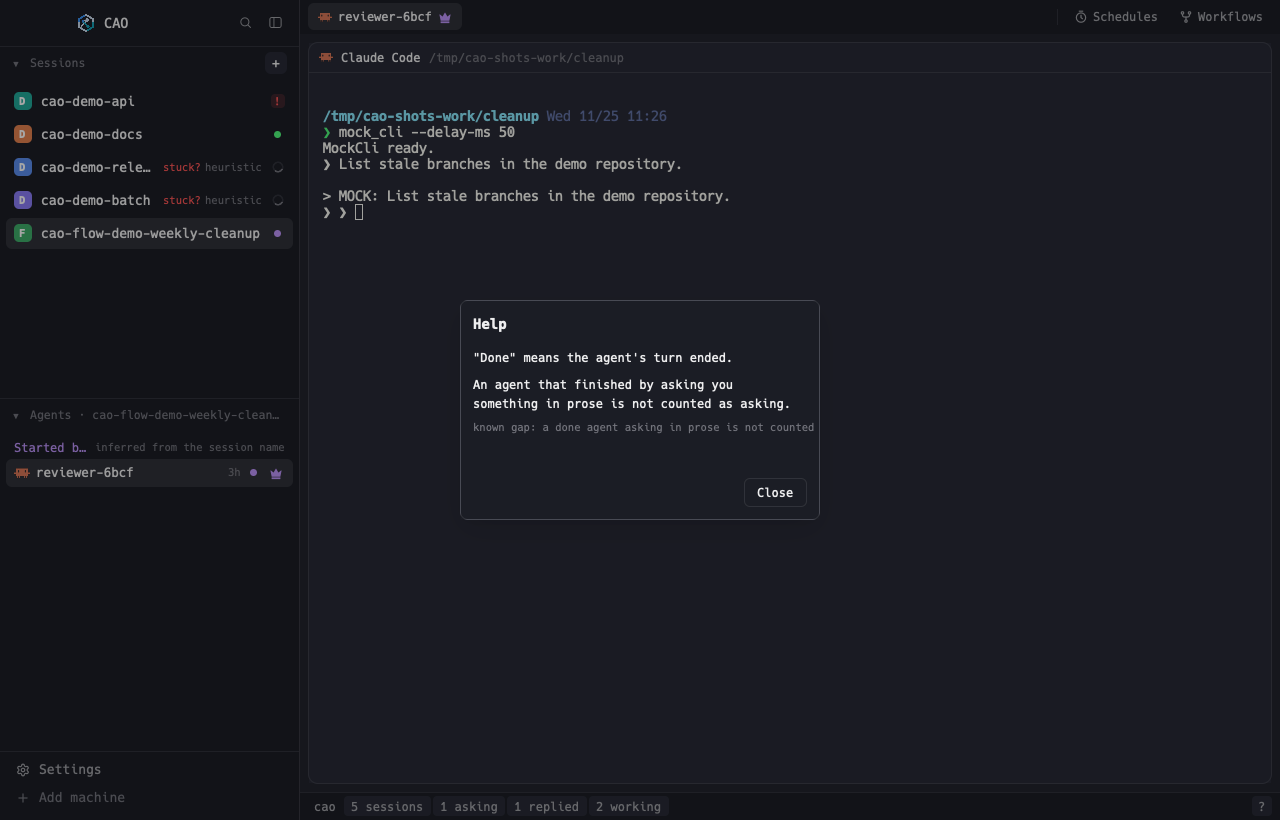 CAO
Sessions
+
D cao-demo-api !
D cao-demo-docs
D cao-demo-rele… stuck? heuristic
D cao-demo-batch stuck? heuristic
F cao-flow-demo-weekly-cleanup
Agents · cao-flow-demo-weekly-clean…
Started b… inferred from the session name
reviewer-6bcf 3h
Settings
+ Add machine
reviewer-6bcf
Schedules
Workflows
Claude Code /tmp/cao-shots-work/cleanup
/tmp/cao-shots-work/cleanup Wed 11/25 11:26
❯ mock_cli --delay-ms 50
MockCli ready.
❯ List stale branches in the demo repository.
> MOCK: List stale branches in the demo repository.
❯ ❯
Help
"Done" means the agent's turn ended.
An agent that finished by asking you
something in prose is not counted as asking.
known gap: a done agent asking in prose is not counted
Close
cao 5 sessions 1 asking 1 replied 2 working ?